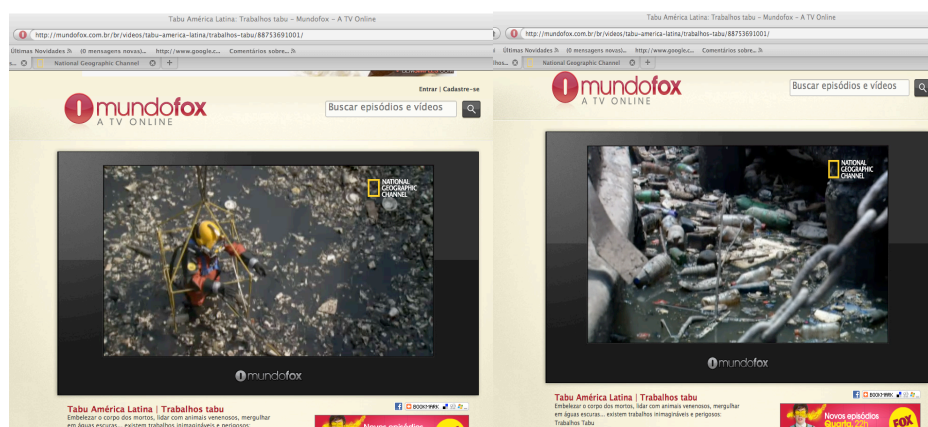 Tabu América Latina: Trabalhos tabu – Mundofox – A TV Online
http://mundofox.com.br/br/videos/tabu-america-latina/trabalhos-tabu/88753691001/
Últimas Novidades (0 mensagens novas)... http://www.google.c... Comentários sobre...
National Geographic Channel
Entrar | Cadastre-se
mundofox
A TV ONLINE
Buscar episódios e vídeos
NATIONAL
GEOGRAPHIC
CHANNEL
mundofox
Tabu América Latina | Trabalhos tabu
BOOKMARK
Embelezar o corpo dos mortos, lidar com animais venenosos, mergulhar
em águas escuras... existem trabalhos inimagináveis e perigosos:
Novos episódios
Tabu América Latina: Trabalhos tabu – Mundofox – A TV Online
http://mundofox.com.br/br/videos/tabu-america-latina/trabalhos-tabu/88753691001/
Últimas Novidades (0 mensagens novas)... http://www.google.c... Comentários sobre...
National Geographic Channel
mundofox
A TV ONLINE
Buscar episódios e vídeos
NATIONAL
GEOGRAPHIC
CHANNEL
mundofox
Tabu América Latina | Trabalhos tabu
BOOKMARK
Embelezar o corpo dos mortos, lidar com animais venenosos, mergulhar
em águas escuras... existem trabalhos inimagináveis e perigosos:
Trabalhos Tabu
Novos episódios
Quarta, 22h
FOX